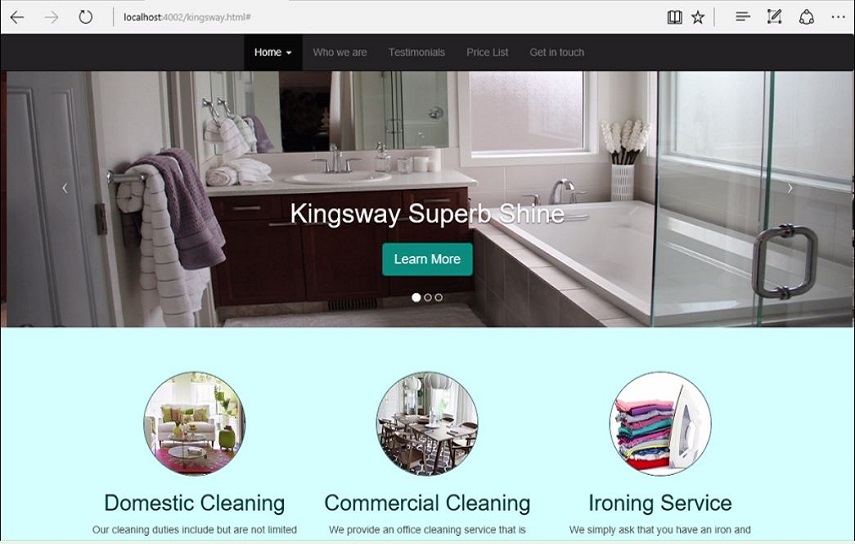 localhost:4002/kingsway.html#
Home Who we are Testimonials Price List Get in touch
Kingsway Superb Shine
Learn More
Domestic Cleaning Commercial Cleaning Ironing Service
Our cleaning duties include but are not limited We provide an office cleaning service that is We simply ask that you have an iron and